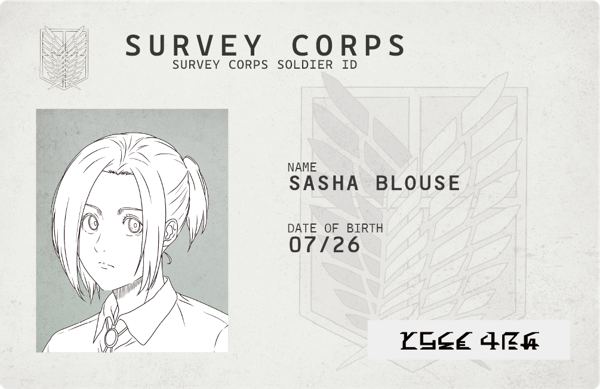 SURVEY CORPS
SURVEY CORPS SOLDIER ID
NAME
SASHA BLOUSE
DATE OF BIRTH
07/26